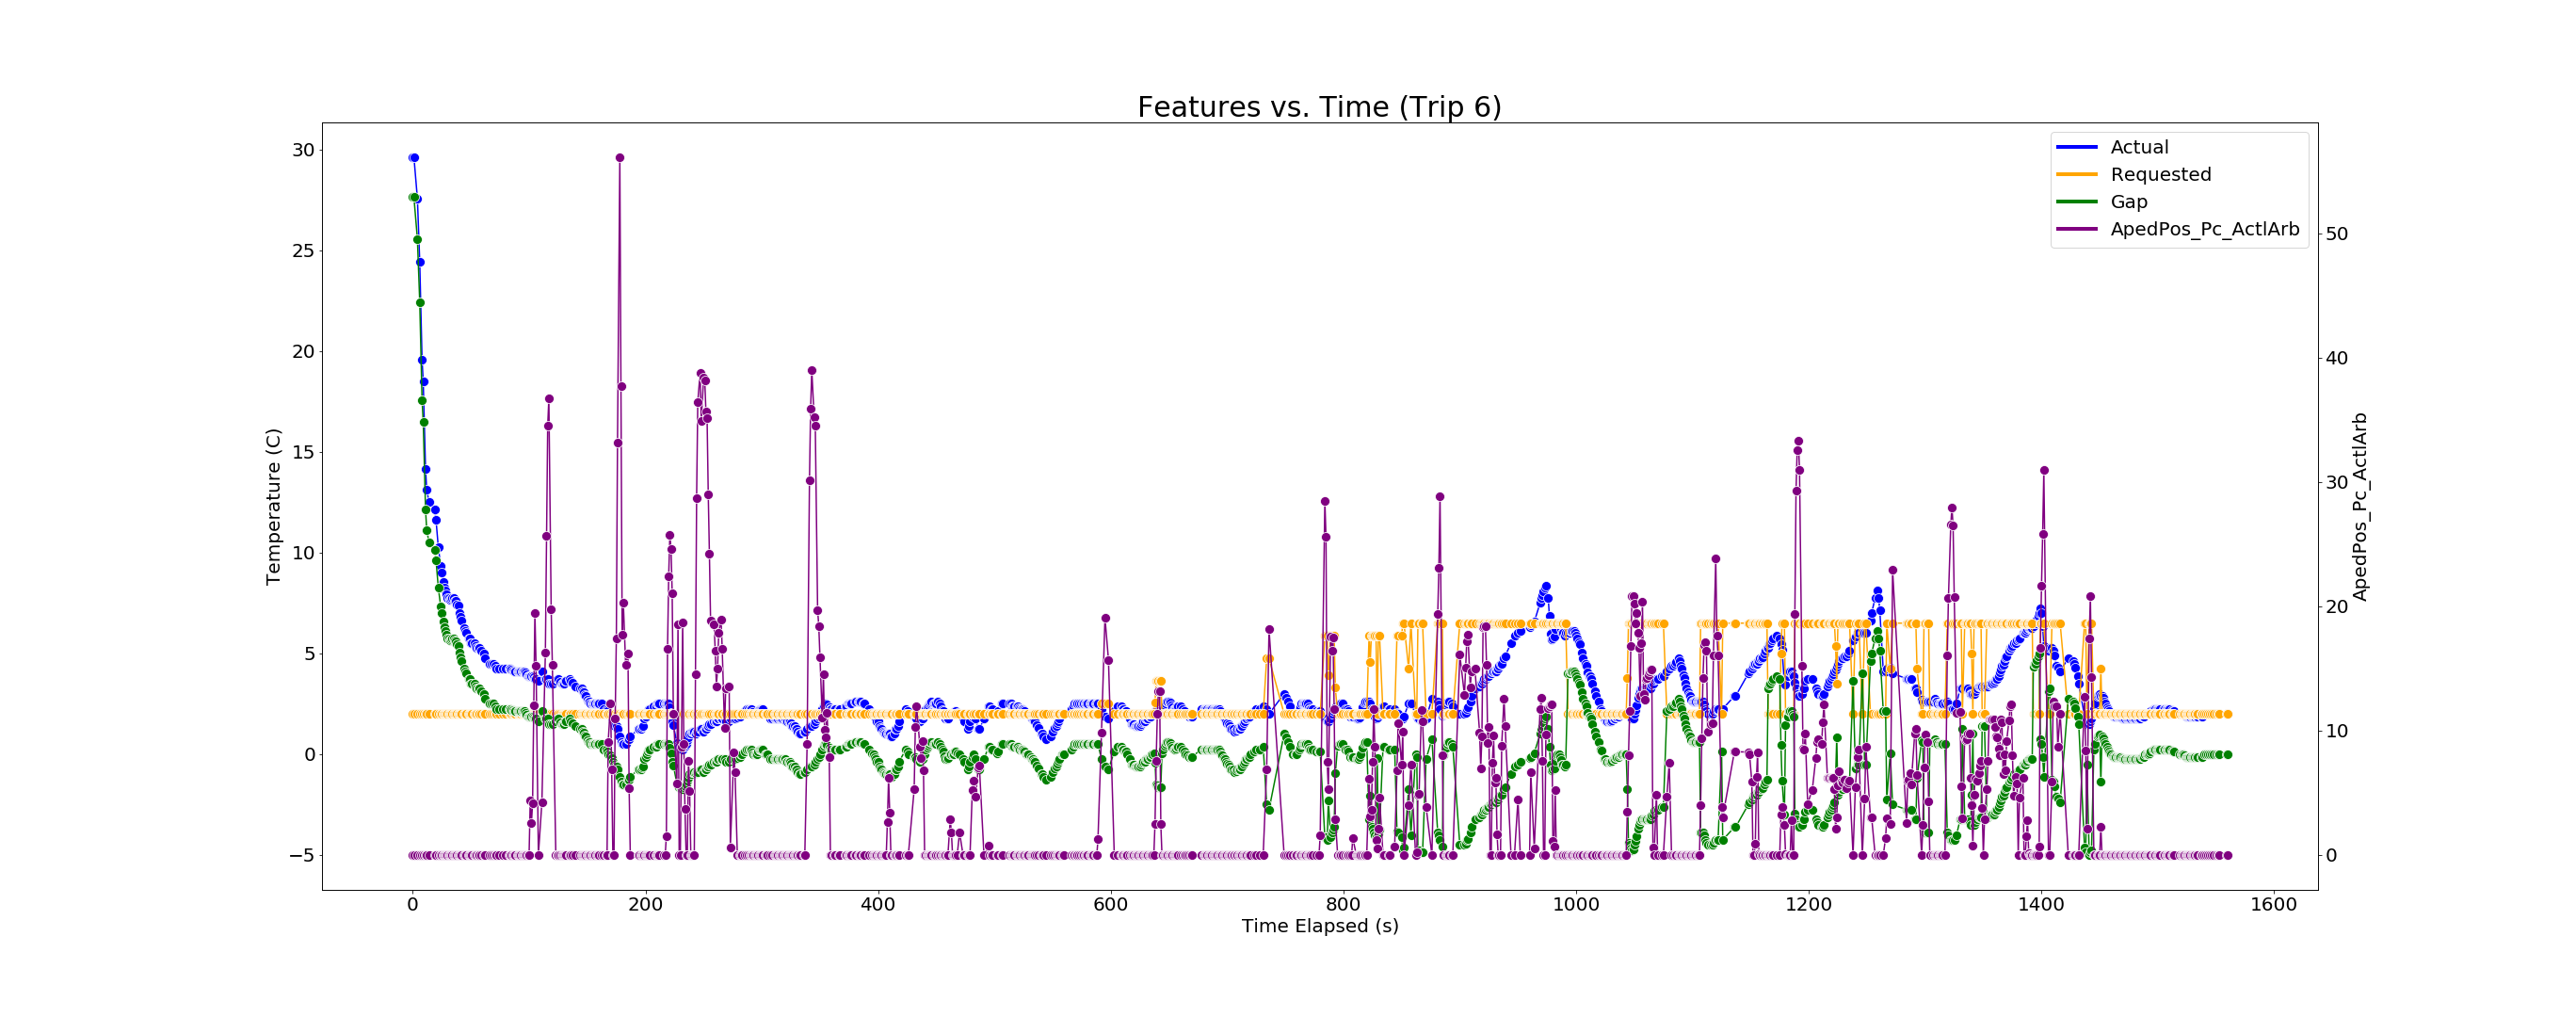 Features vs. Time (Trip 6)
Actual
Requested
Gap
ApedPos_Pc_ActlArb
30
25
20
15
10
5
0
−5
Temperature (C)
50
40
30
20
10
0
ApedPos_Pc_ActlArb
0 200 400 600 800 1000 1200 1400 1600
Time Elapsed (s)